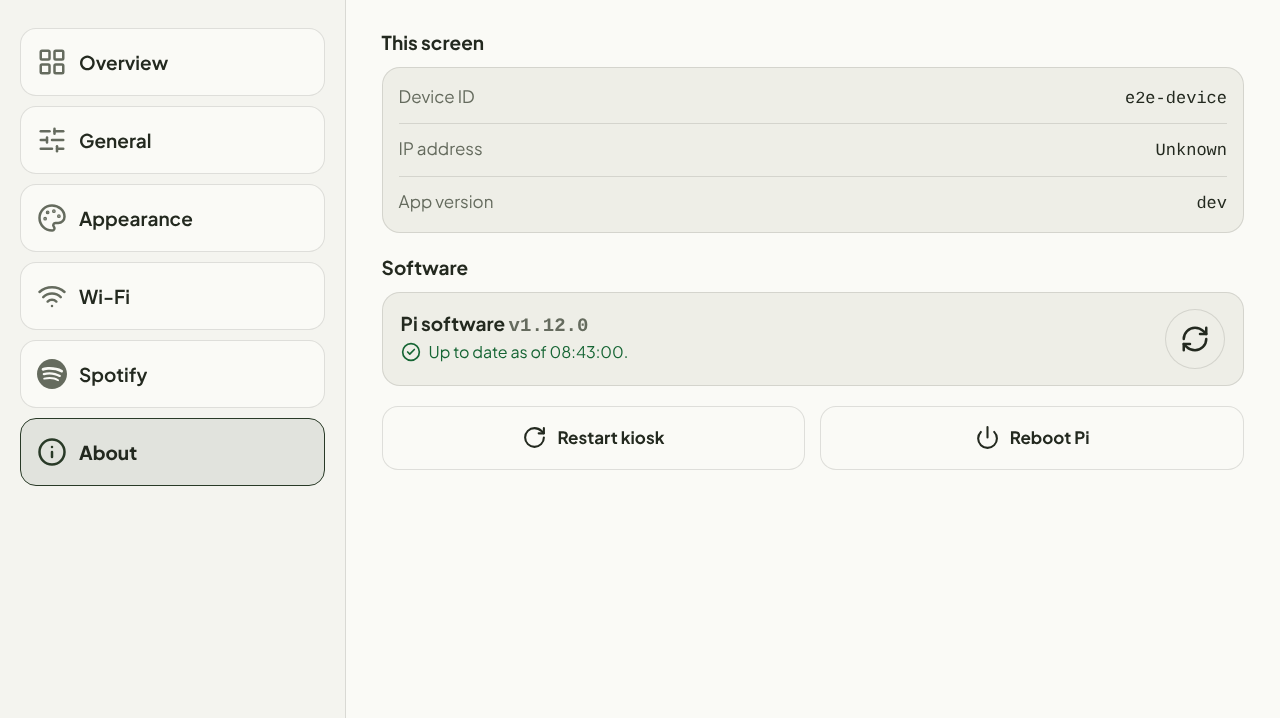 Overview
General
Appearance
Wi-Fi
Spotify
About
This screen
Device ID e2e-device
IP address Unknown
App version dev
Software
Pi software v1.12.0
Up to date as of 08:43:00.
Restart kiosk
Reboot Pi